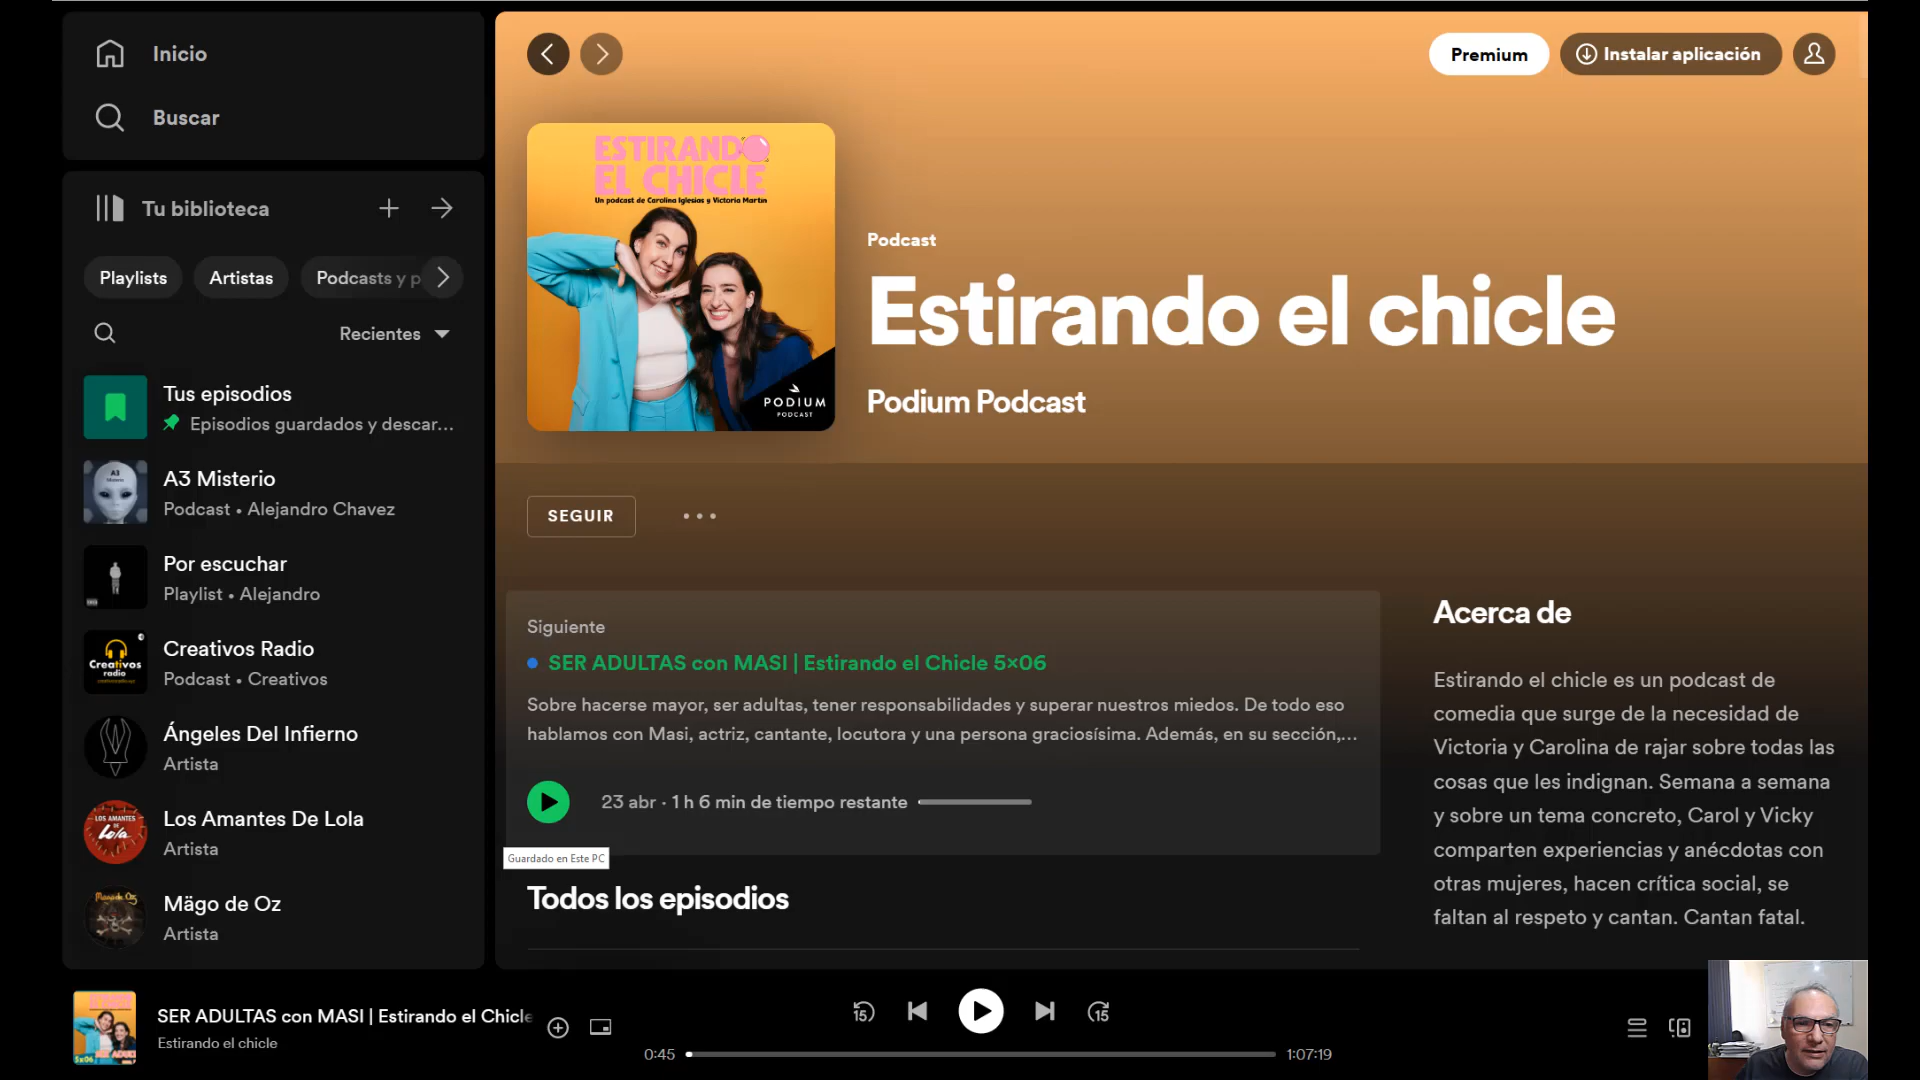 Inicio
Buscar
Tu biblioteca
Playlists
Artistas
Podcasts y p
Recientes
Tus episodios
Episodios guardados y descar...
A3 Misterio
Podcast • Alejandro Chavez
Por escuchar
Playlist • Alejandro
Creativos Radio
Podcast • Creativos
Ángeles Del Infierno
Artista
Los Amantes De Lola
Artista
Mägo de Oz
Artista
Premium
Instalar aplicación
ESTIRANDO
EL CHICLE
Un podcast de Carolina Iglesias y Victoria Martín
PODIUM
PODCAST
Podcast
Estirando el chicle
Podium Podcast
SEGUIR
Siguiente
SER ADULTAS con MASI | Estirando el Chicle 5×06
Sobre hacerse mayor, ser adultas, tener responsabilidades y superar nuestros miedos. De todo eso
hablamos con Masi, actriz, cantante, locutora y una persona graciosísima. Además, en su sección,...
23 abr · 1 h 6 min de tiempo restante
Guardado en Este PC
Todos los episodios
Acerca de
Estirando el chicle es un podcast de
comedia que surge de la necesidad de
Victoria y Carolina de rajar sobre todas las
cosas que les indignan. Semana a semana
y sobre un tema concreto, Carol y Vicky
comparten experiencias y anécdotas con
otras mujeres, hacen crítica social, se
faltan al respeto y cantan. Cantan fatal.
SER ADULTAS con MASI | Estirando el Chicle
Estirando el chicle
15
15
0:45
1:07:19